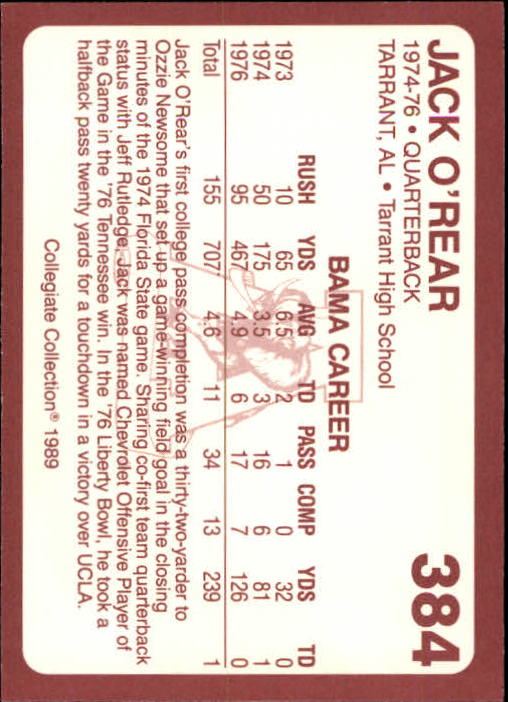 JACK O'REAR 384
1974-76 • QUARTERBACK
TARRANT, AL • Tarrant High School
BAMA CAREER
RUSH YDS AVG TD PASS COMP YDS TD
1973 10 65 6.5 2 1 0 32 0
1974 50 175 3.5 3 16 6 81 1
1976 95 467 4.9 6 17 7 126 0
Total 155 707 4.6 11 34 13 239 1
Jack O'Rear's first college pass completion was a thirty-two-yarder to
Ozzie Newsome that set up a game-winning field goal in the closing
minutes of the 1974 Florida State game. Sharing co-first team quarterback
status with Jeff Rutledge, Jack was named Chevrolet Offensive Player of
the Game in the '76 Tennessee win. In the '76 Liberty Bowl, he took a
halfback pass twenty yards for a touchdown in a victory over UCLA.
Collegiate Collection® 1989